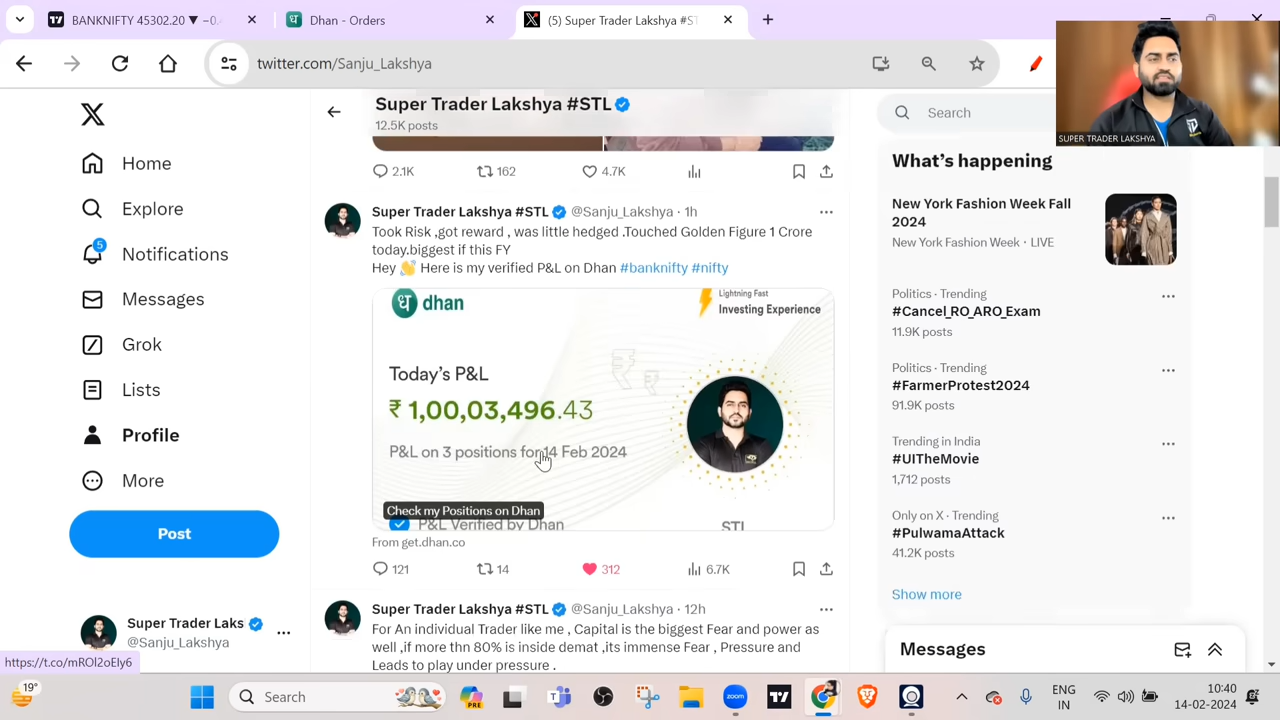 BANKNIFTY 45302.20 ▼ −0.
Dhan - Orders
(5) Super Trader Lakshya #ST
twitter.com/Sanju_Lakshya
SUPER TRADER LAKSHYA
Super Trader Lakshya #STL
12.5K posts
Search
Home
Explore
5
Notifications
Messages
Grok
Lists
Profile
More
Post
Super Trader Laks
@Sanju_Lakshya
https://t.co/mROl2oEly6
2.1K 162 4.7K
Super Trader Lakshya #STL @Sanju_Lakshya · 1h
Took Risk ,got reward , was little hedged .Touched Golden Figure 1 Crore
today.biggest if this FY
Hey 👋 Here is my verified P&L on Dhan #banknifty #nifty
ध dhan
Lightning Fast
Investing Experience
Today's P&L
₹ 1,00,03,496.43
P&L on 3 positions for 14 Feb 2024
Check my Positions on Dhan
P&L Verified by Dhan
STL
From get.dhan.co
121 14 312 6.7K
Super Trader Lakshya #STL @Sanju_Lakshya · 12h
For An individual Trader like me , Capital is the biggest Fear and power as
well ,if more thn 80% is inside demat ,its immense Fear , Pressure and
Leads to play under pressure .
What's happening
New York Fashion Week Fall
2024
New York Fashion Week · LIVE
Politics · Trending
#Cancel_RO_ARO_Exam
11.9K posts
Politics · Trending
#FarmerProtest2024
91.9K posts
Trending in India
#UITheMovie
1,712 posts
Only on X · Trending
#PulwamaAttack
41.2K posts
Show more
Messages
19°
Search
PRE
zoom
ENG
IN
10:40
14-02-2024